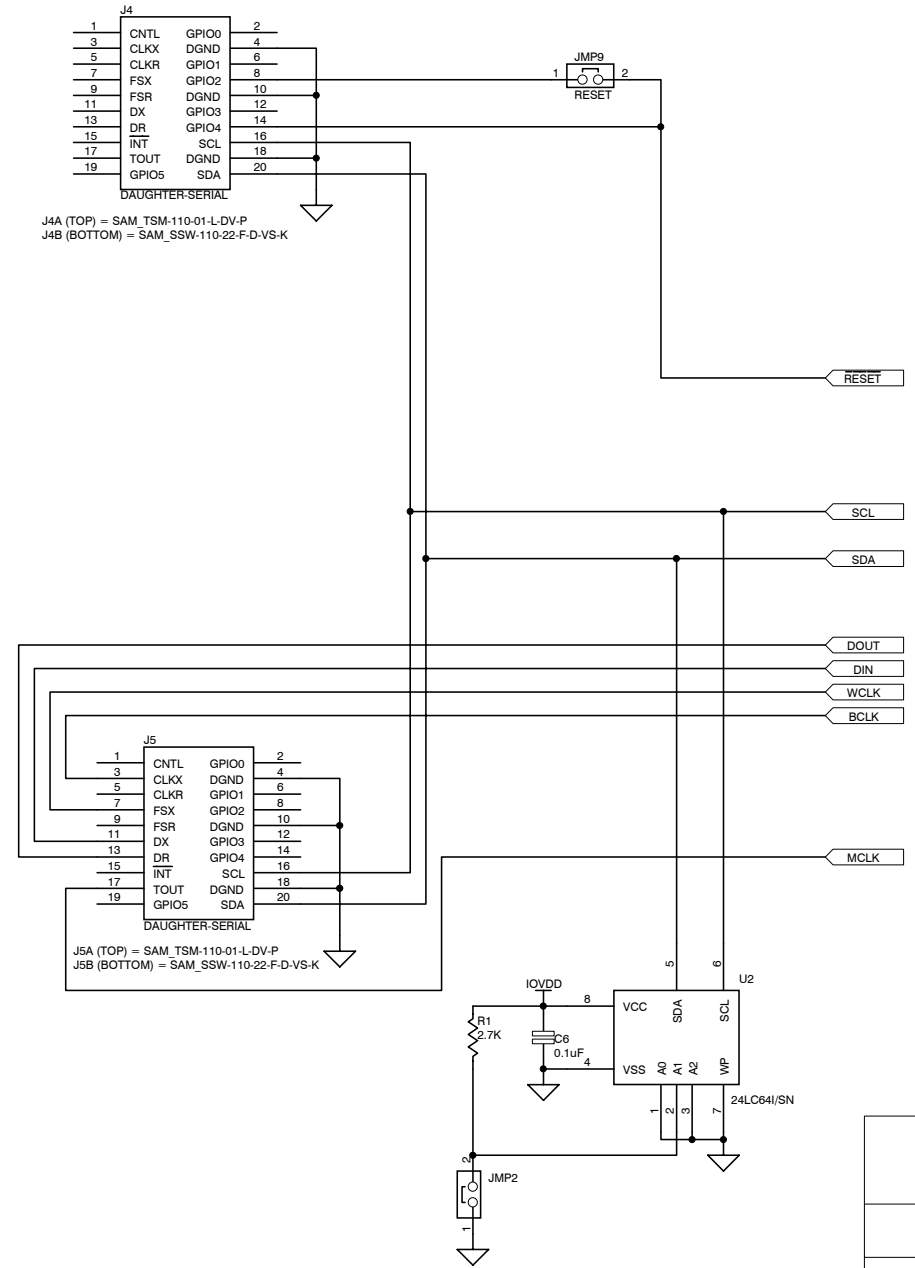 J4
1 CNTL GPIO0 2
3 CLKX DGND 4
5 CLKR GPIO1 6
7 FSX GPIO2 8
9 FSR DGND 10
11 DX GPIO3 12
13 DR GPIO4 14
15 INT SCL 16
17 TOUT DGND 18
19 GPIO5 SDA 20
DAUGHTER-SERIAL
J4A (TOP) = SAM_TSM-110-01-L-DV-P
J4B (BOTTOM) = SAM_SSW-110-22-F-D-VS-K
JMP9
1 2
RESET
RESET
SCL
SDA
DOUT
DIN
WCLK
BCLK
MCLK
J5
1 CNTL GPIO0 2
3 CLKX DGND 4
5 CLKR GPIO1 6
7 FSX GPIO2 8
9 FSR DGND 10
11 DX GPIO3 12
13 DR GPIO4 14
15 INT SCL 16
17 TOUT DGND 18
19 GPIO5 SDA 20
DAUGHTER-SERIAL
J5A (TOP) = SAM_TSM-110-01-L-DV-P
J5B (BOTTOM) = SAM_SSW-110-22-F-D-VS-K
IOVDD
R1
2.7K
C6
0.1uF
5 6
U2
8 VCC SDA SCL
4 VSS A0 A1 A2 WP
1 2 3 7
24LC64I/SN
2
JMP2
1